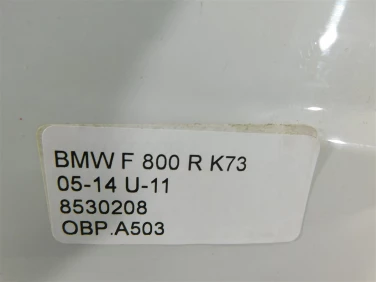 BMW F 800 R K73
05-14 U-11
8530208
OBP.A503